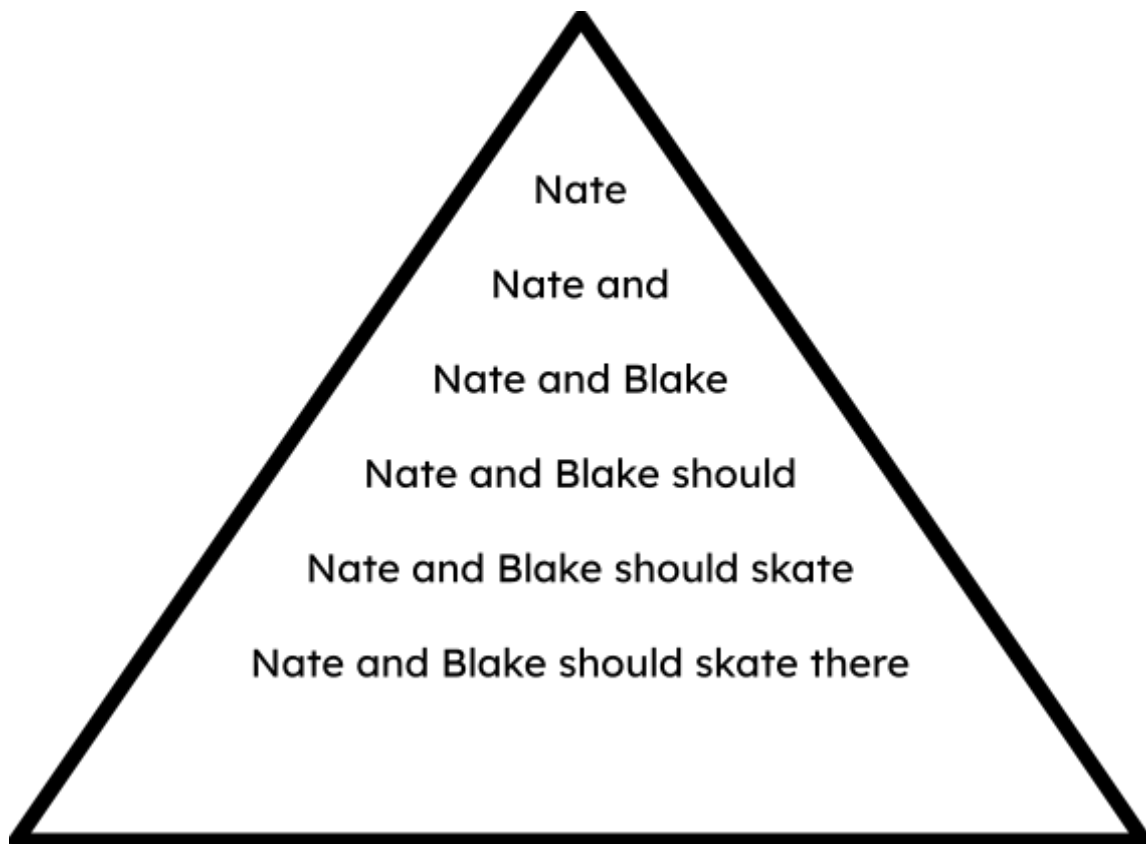 Nate
Nate and
Nate and Blake
Nate and Blake should
Nate and Blake should skate
Nate and Blake should skate there